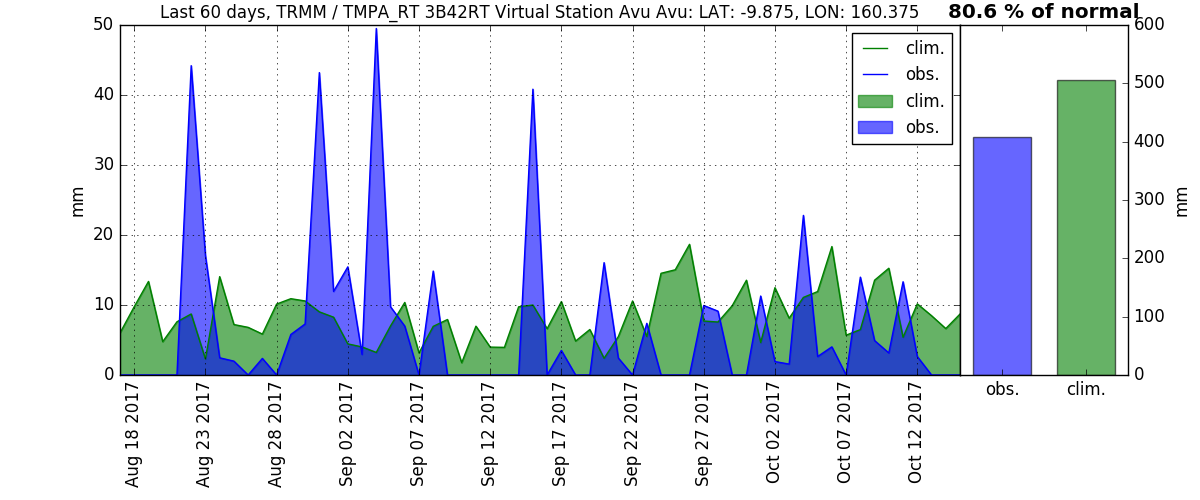 Last 60 days, TRMM / TMPA_RT 3B42RT Virtual Station Avu Avu: LAT: -9.875, LON: 160.375
80.6 % of normal
50
40
30
20
10
0
mm
clim.
obs.
clim.
obs.
600
500
400
300
200
100
0
mm
Aug 18 2017
Aug 23 2017
Aug 28 2017
Sep 02 2017
Sep 07 2017
Sep 12 2017
Sep 17 2017
Sep 22 2017
Sep 27 2017
Oct 02 2017
Oct 07 2017
Oct 12 2017
obs.
clim.